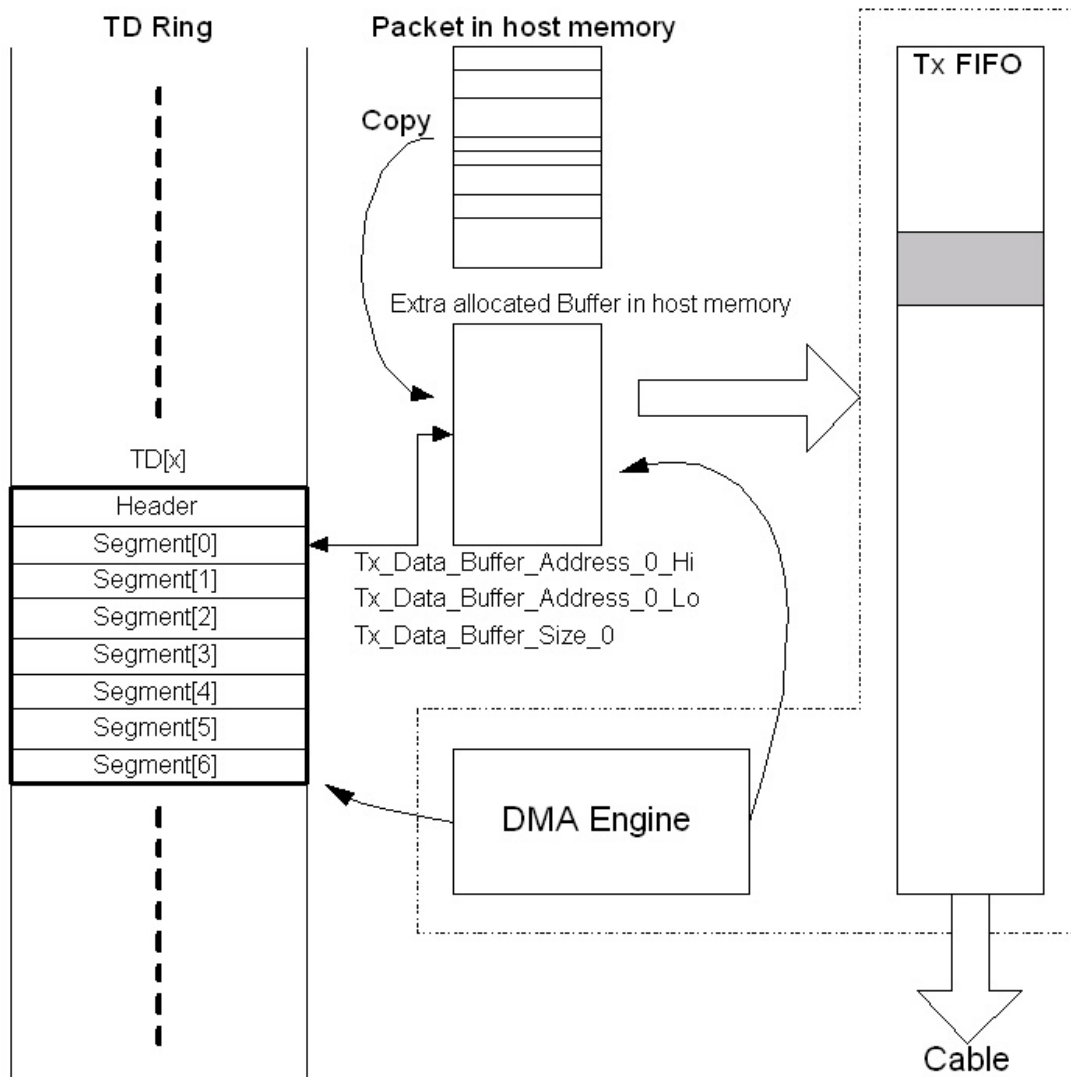 TD Ring
Packet in host memory
Tx FIFO
Copy
Extra allocated Buffer in host memory
TD[x]
Header
Segment[0]
Segment[1]
Segment[2]
Segment[3]
Segment[4]
Segment[5]
Segment[6]
Tx_Data_Buffer_Address_0_Hi
Tx_Data_Buffer_Address_0_Lo
Tx_Data_Buffer_Size_0
DMA Engine
Cable